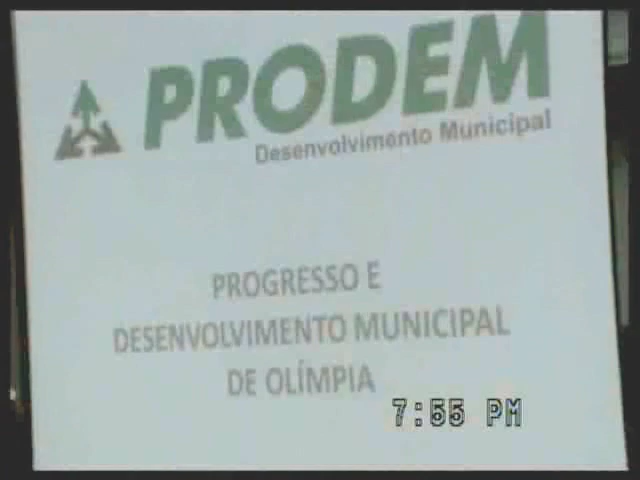 PRODEM
Desenvolvimento Municipal
PROGRESSO E
DESENVOLVIMENTO MUNICIPAL
DE OLÍMPIA
7:55 PM